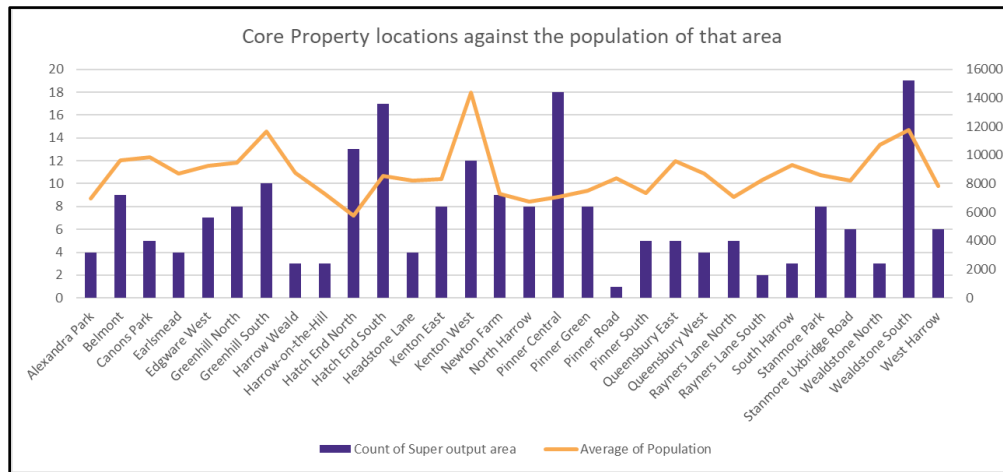 Core Property locations against the population of that area
20 16000
18 14000
16 12000
14 10000
12 8000
10 6000
8 4000
6 2000
4 0
2
0
Alexandra Park
Belmont
Canons Park
Earlsmead
Edgware West
Greenhill North
Greenhill South
Harrow Weald
Harrow-on-the-Hill
Hatch End North
Hatch End South
Headstone Lane
Kenton East
Kenton West
Newton Farm
North Harrow
Pinner Central
Pinner Green
Pinner Road
Pinner South
Queensbury East
Queensbury West
Rayners Lane North
Rayners Lane South
South Harrow
Stanmore Park
Stanmore Uxbridge Road
Wealdstone North
Wealdstone South
West Harrow
Count of Super output area Average of Population